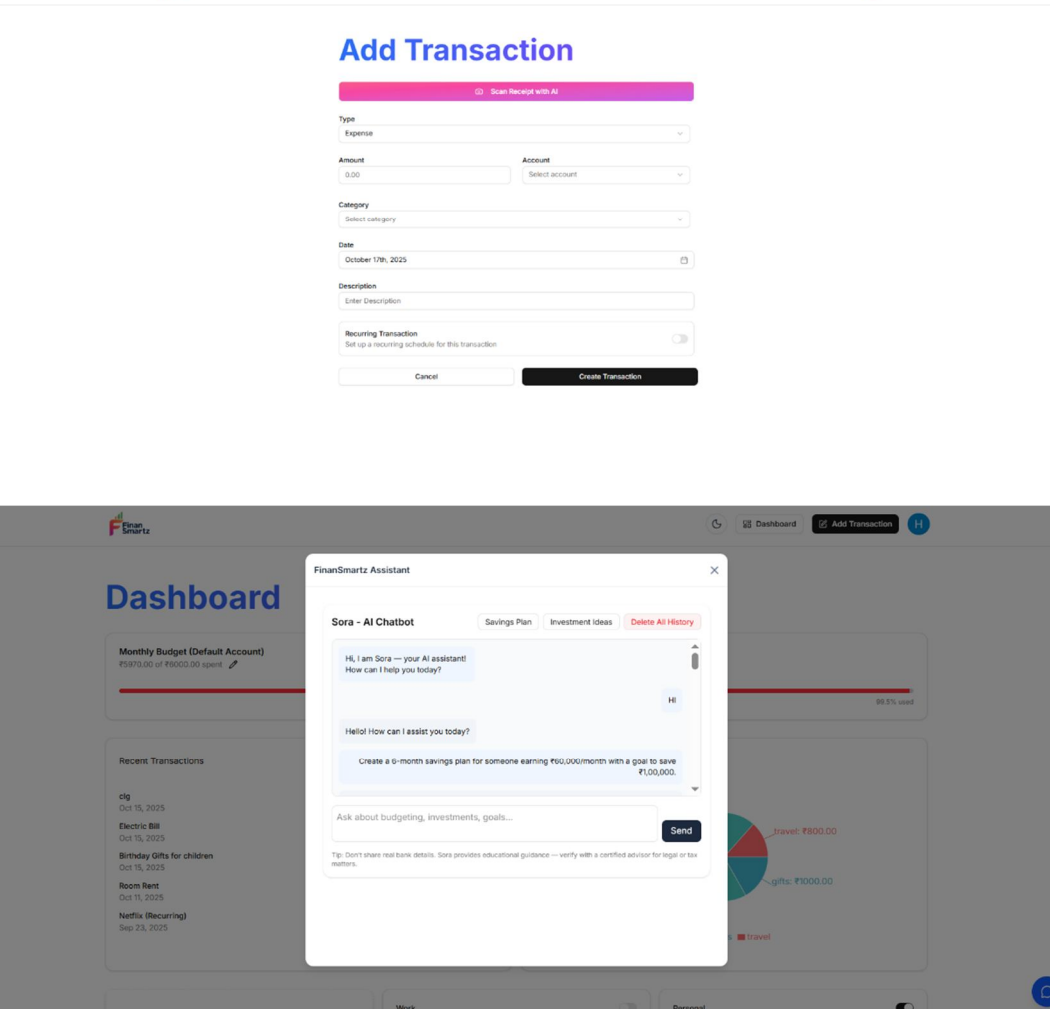 Add Transaction
Scan Receipt with AI
Type
Expense
Amount
Account
0.00
Select account
Category
Select category
Date
October 17th, 2025
Description
Enter Description
Recurring Transaction
Set up a recurring schedule for this transaction
Cancel
Create Transaction
Finan
Smartz
Dashboard
Add Transaction
H
Dashboard
Monthly Budget (Default Account)
₹5970.00 of ₹6000.00 spent
99.5% used
Recent Transactions
clg
Oct 15, 2025
Electric Bill
Oct 15, 2025
Birthday Gifts for children
Oct 15, 2025
Room Rent
Oct 11, 2025
Netflix (Recurring)
Sep 23, 2025
FinanSmartz Assistant
Sora - AI Chatbot
Savings Plan
Investment Ideas
Delete All History
Hi, I am Sora — your AI assistant!
How can I help you today?
Hi
Hello! How can I assist you today?
Create a 6-month savings plan for someone earning ₹60,000/month with a goal to save
₹1,00,000.
Ask about budgeting, investments, goals...
Send
Tip: Don't share real bank details. Sora provides educational guidance — verify with a certified advisor for legal or tax
matters.
travel: ₹800.00
gifts: ₹1000.00
s
travel
Work
Personal